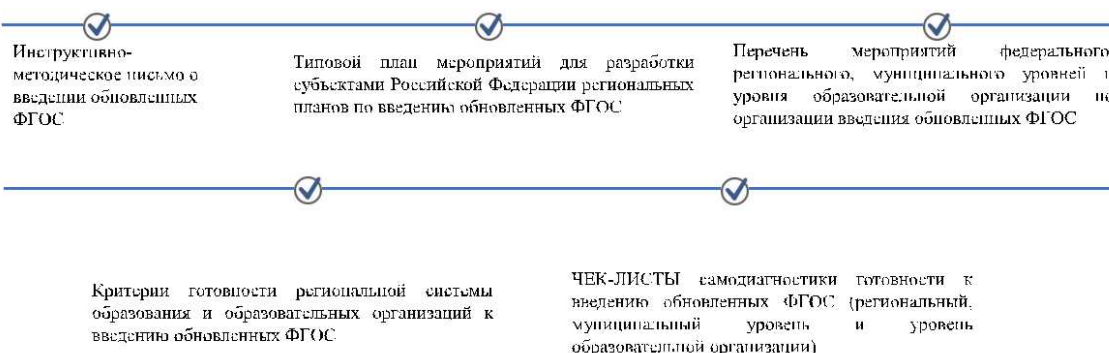 Инструктивно-
методическое письмо о
введении обновленных
ФГОС
Типовой план мероприятий для разработки
субъектами Российской Федерации региональных
планов по введению обновленных ФГОС
Перечень мероприятий федерального,
регионального, муниципального уровней и
уровня образовательной организации по
организации введения обновленных ФГОС
Критерии готовности региональной системы
образования и образовательных организаций к
введению обновленных ФГОС
ЧЕК-ЛИСТЫ самодиагностики готовности к
введению обновленных ФГОС (региональный,
муниципальный уровень и уровень
образовательной организации)